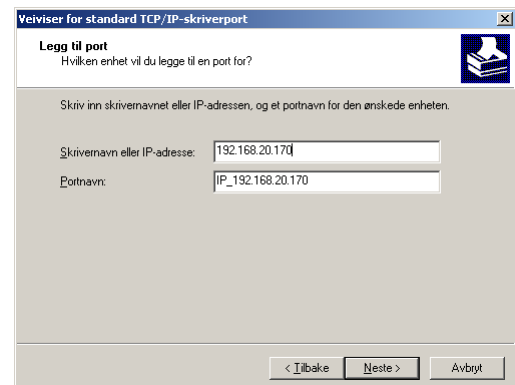 Veiviser for standard TCP/IP-skriverport
Legg til port
Hvilken enhet vil du legge til en port for?
Skriv inn skrivernavnet eller IP-adressen, og et portnavn for den ønskede enheten.
Skrivernavn eller IP-adresse: 192.168.20.170
Portnavn: IP_192.168.20.170
< Tilbake Neste > Avbryt